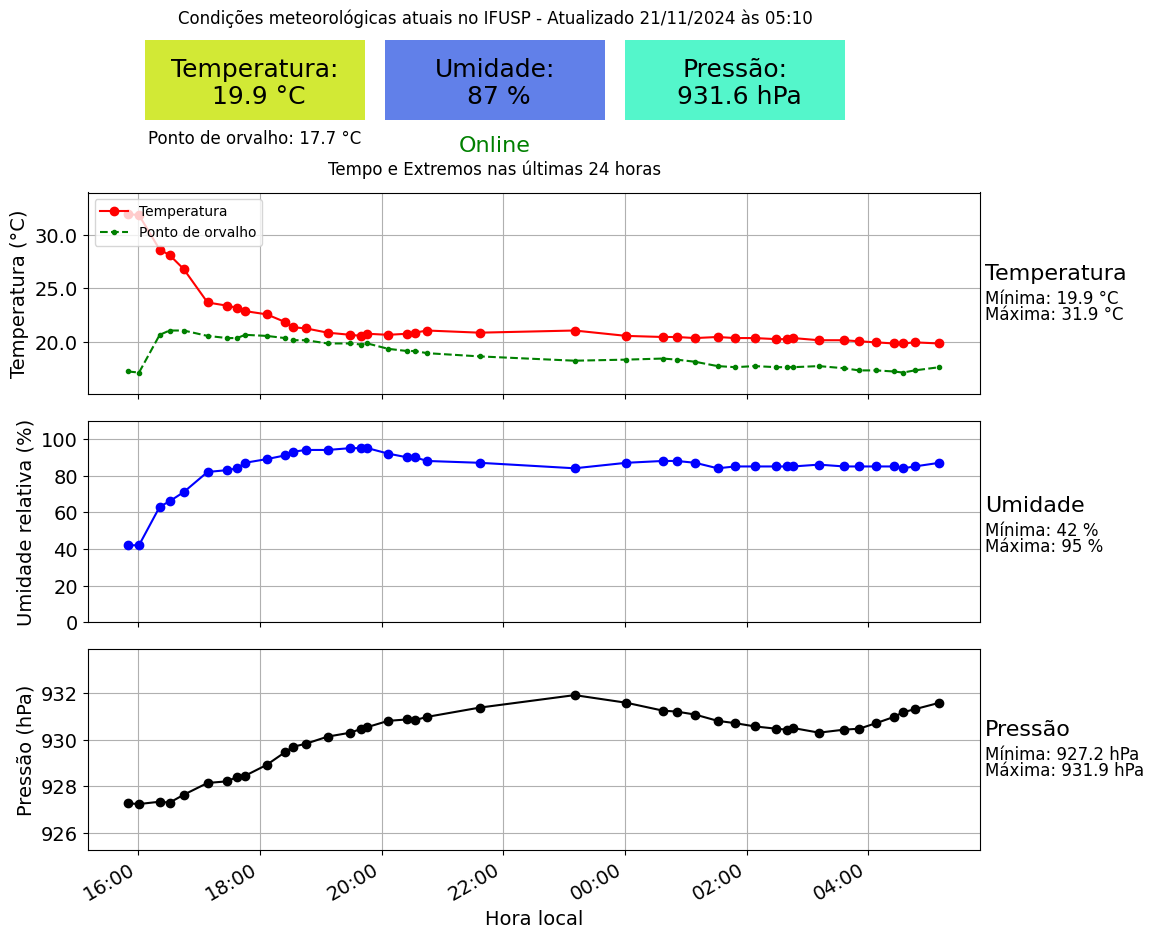 Condições meteorológicas atuais no IFUSP - Atualizado 21/11/2024 às 05:10
Temperatura:
19.9 °C
Umidade:
87 %
Pressão:
931.6 hPa
Ponto de orvalho: 17.7 °C
Online
Tempo e Extremos nas últimas 24 horas
Temperatura (°C)
30.0
25.0
20.0
Temperatura
Ponto de orvalho
Temperatura
Mínima: 19.9 °C
Máxima: 31.9 °C
Umidade relativa (%)
100
80
60
40
20
0
Umidade
Mínima: 42 %
Máxima: 95 %
Pressão (hPa)
932
930
928
926
Pressão
Mínima: 927.2 hPa
Máxima: 931.9 hPa
16:00 18:00 20:00 22:00 00:00 02:00 04:00
Hora local